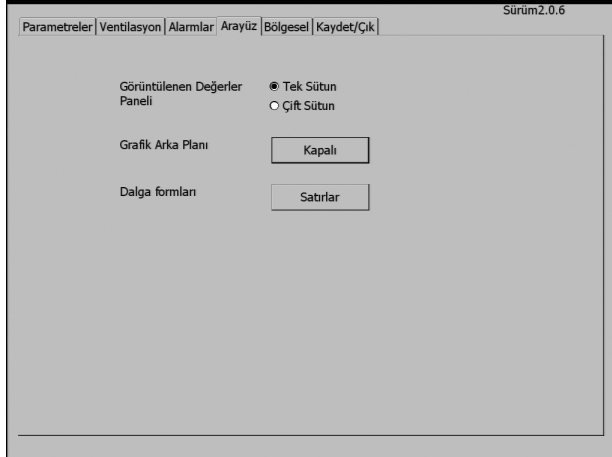 Sürüm2.0.6
Parametreler Ventilasyon Alarmlar Arayüz Bölgesel Kaydet/Çık
Görüntülenen Değerler
Paneli
Tek Sütun
Çift Sütun
Grafik Arka Planı
Kapalı
Dalga formları
Satırlar